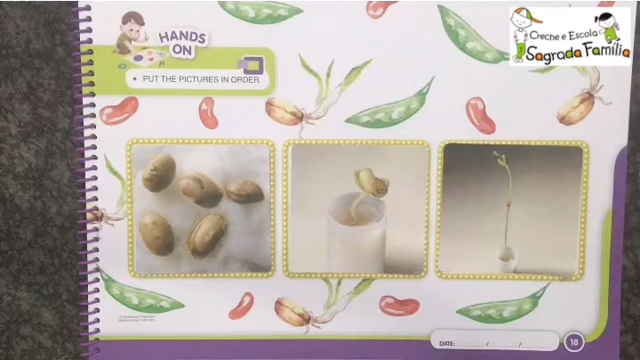 HANDS
ON
• PUT THE PICTURES IN ORDER.
Creche e Escola
Sagrada Família
DATE: / /
18